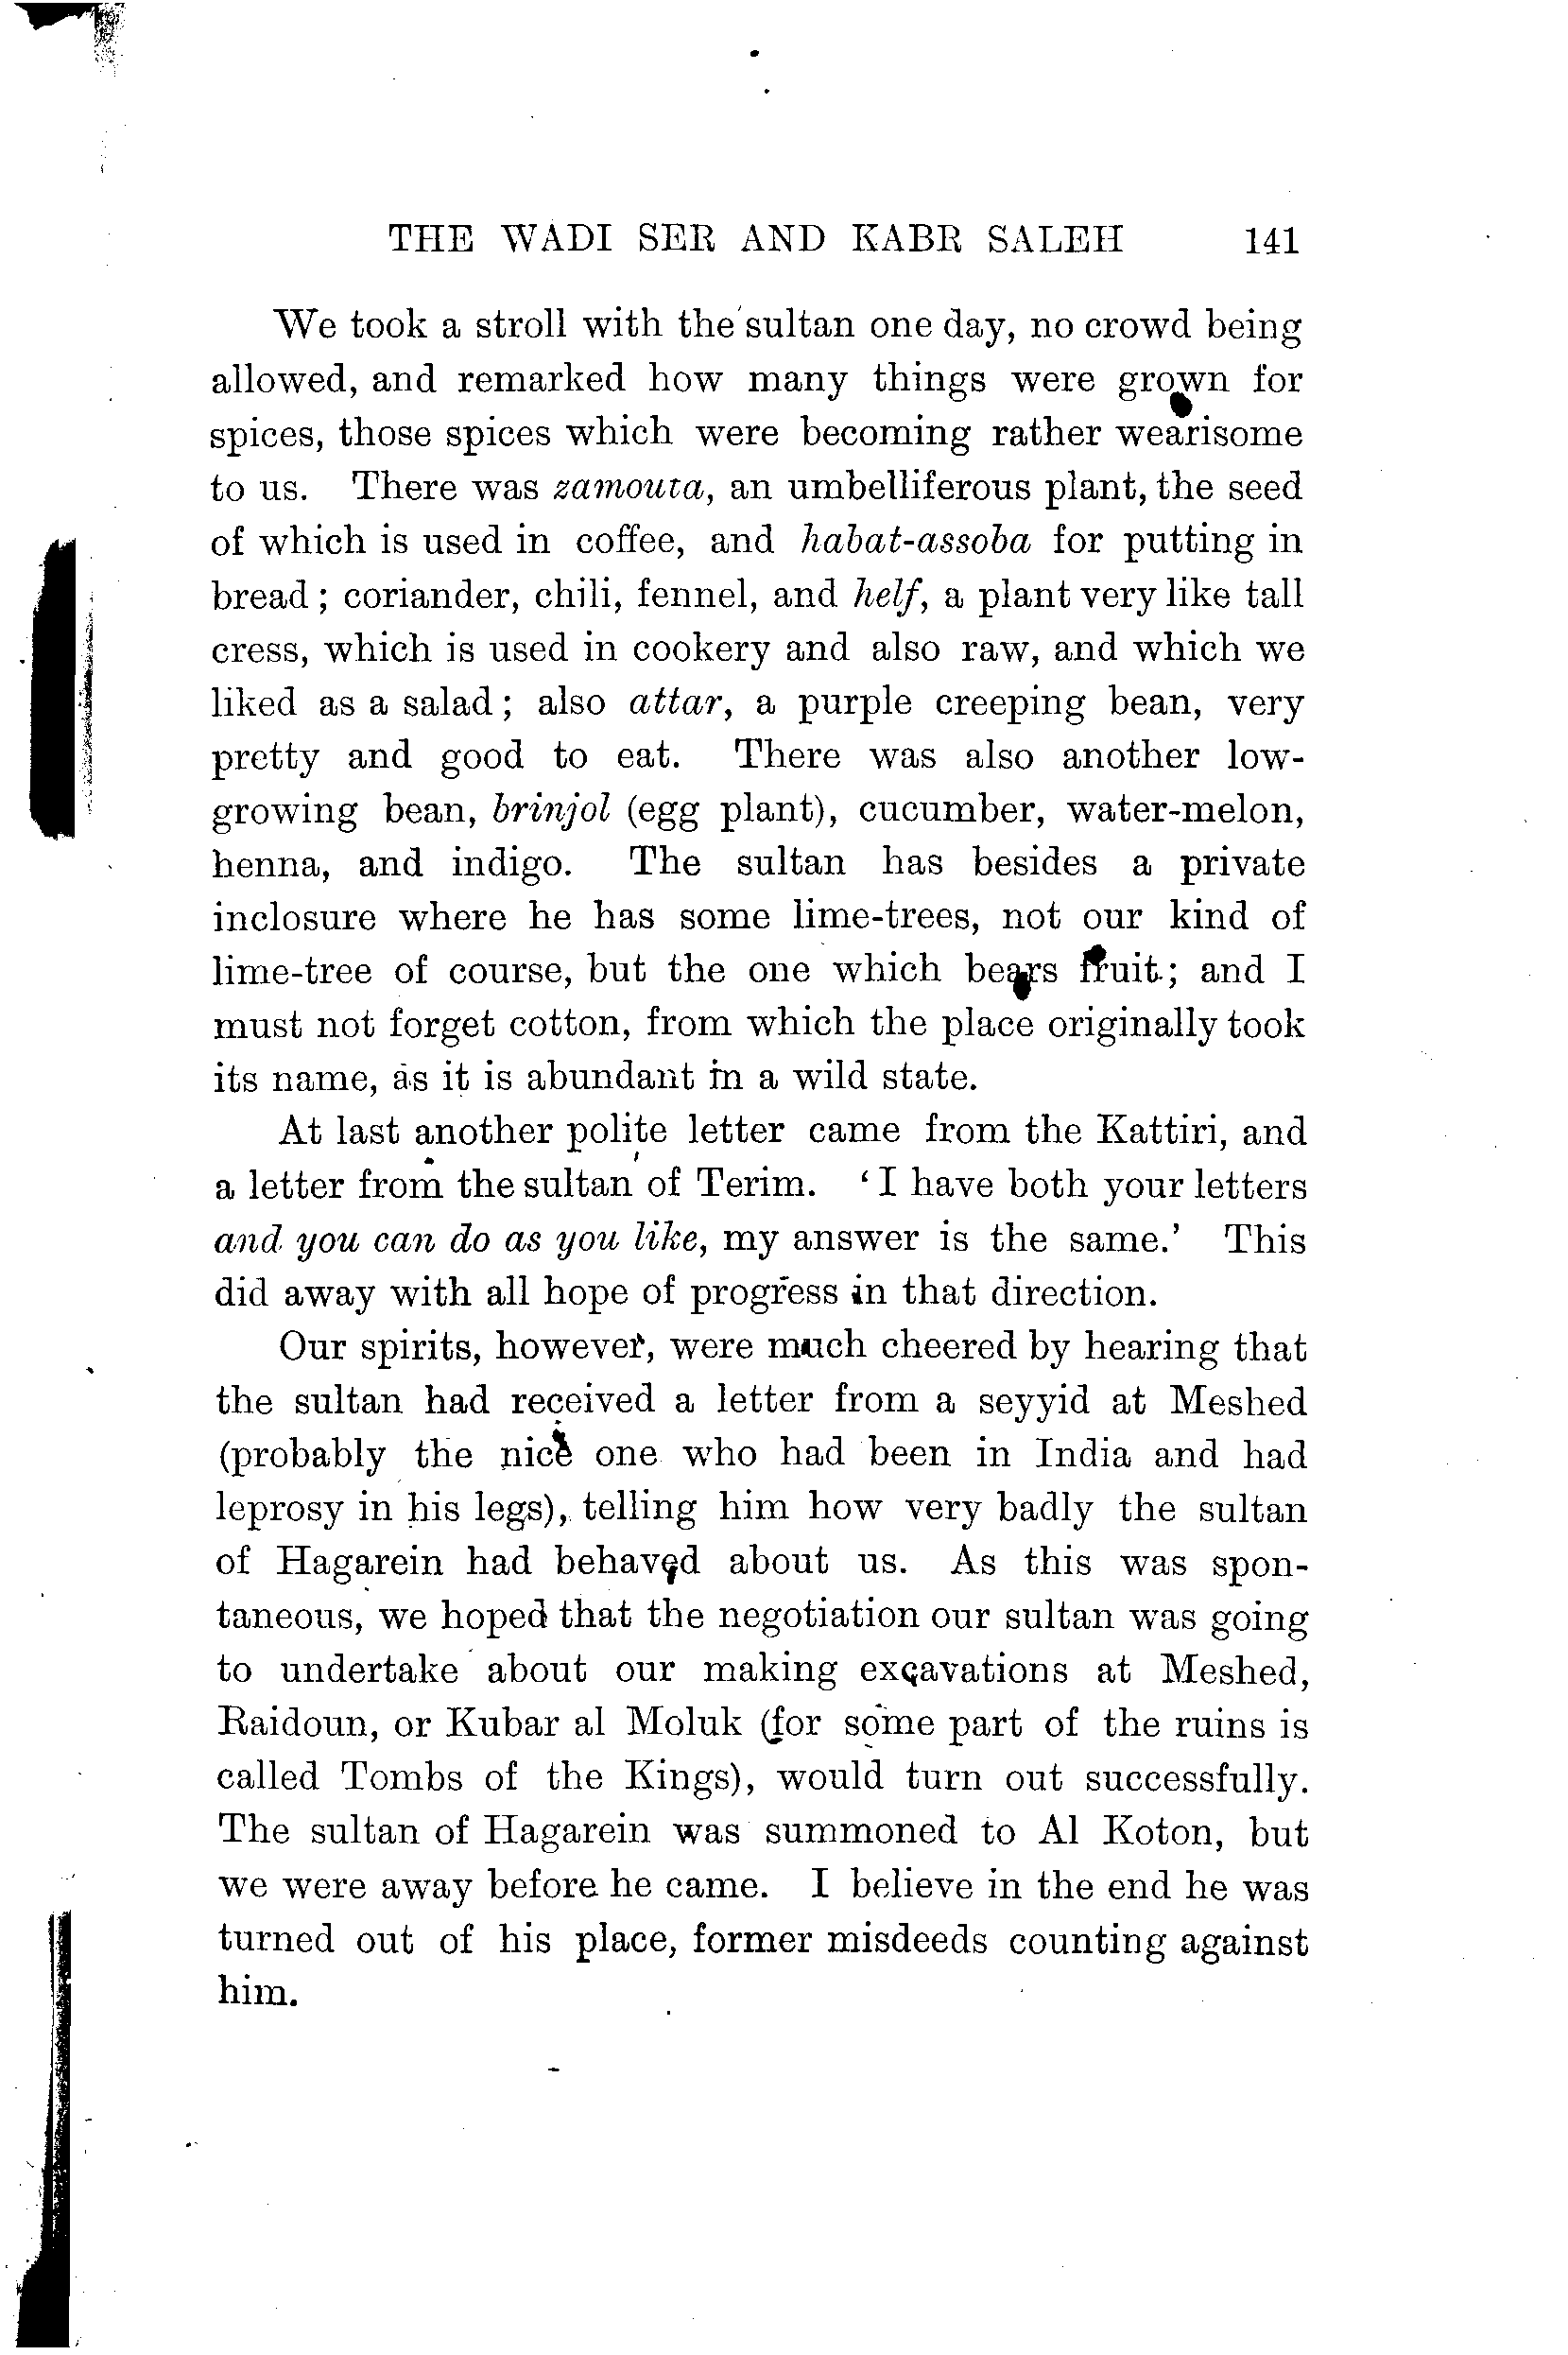 THE WADI SER AND KABR SALEH 141
We took a stroll with the sultan one day, no crowd being
allowed, and remarked how many things were grown for
spices, those spices which were becoming rather wearisome
to us. There was zamouta, an umbelliferous plant, the seed
of which is used in coffee, and habat-assoba for putting in
bread; coriander, chili, fennel, and helf, a plant very like tall
cress, which is used in cookery and also raw, and which we
liked as a salad; also attar, a purple creeping bean, very
pretty and good to eat. There was also another low-
growing bean, brinjol (egg plant), cucumber, water-melon,
henna, and indigo. The sultan has besides a private
inclosure where he has some lime-trees, not our kind of
lime-tree of course, but the one which bears fruit; and I
must not forget cotton, from which the place originally took
its name, as it is abundant in a wild state.
At last another polite letter came from the Kattiri, and
a letter from the sultan of Terim. ‘I have both your letters
and you can do as you like, my answer is the same.’ This
did away with all hope of progress in that direction.
Our spirits, however, were much cheered by hearing that
the sultan had received a letter from a seyyid at Meshed
(probably the nice one who had been in India and had
leprosy in his legs), telling him how very badly the sultan
of Hagarein had behaved about us. As this was spon-
taneous, we hoped that the negotiation our sultan was going
to undertake about our making excavations at Meshed,
Raidoun, or Kubar al Moluk (for some part of the ruins is
called Tombs of the Kings), would turn out successfully.
The sultan of Hagarein was summoned to Al Koton, but
we were away before he came. I believe in the end he was
turned out of his place, former misdeeds counting against
him.